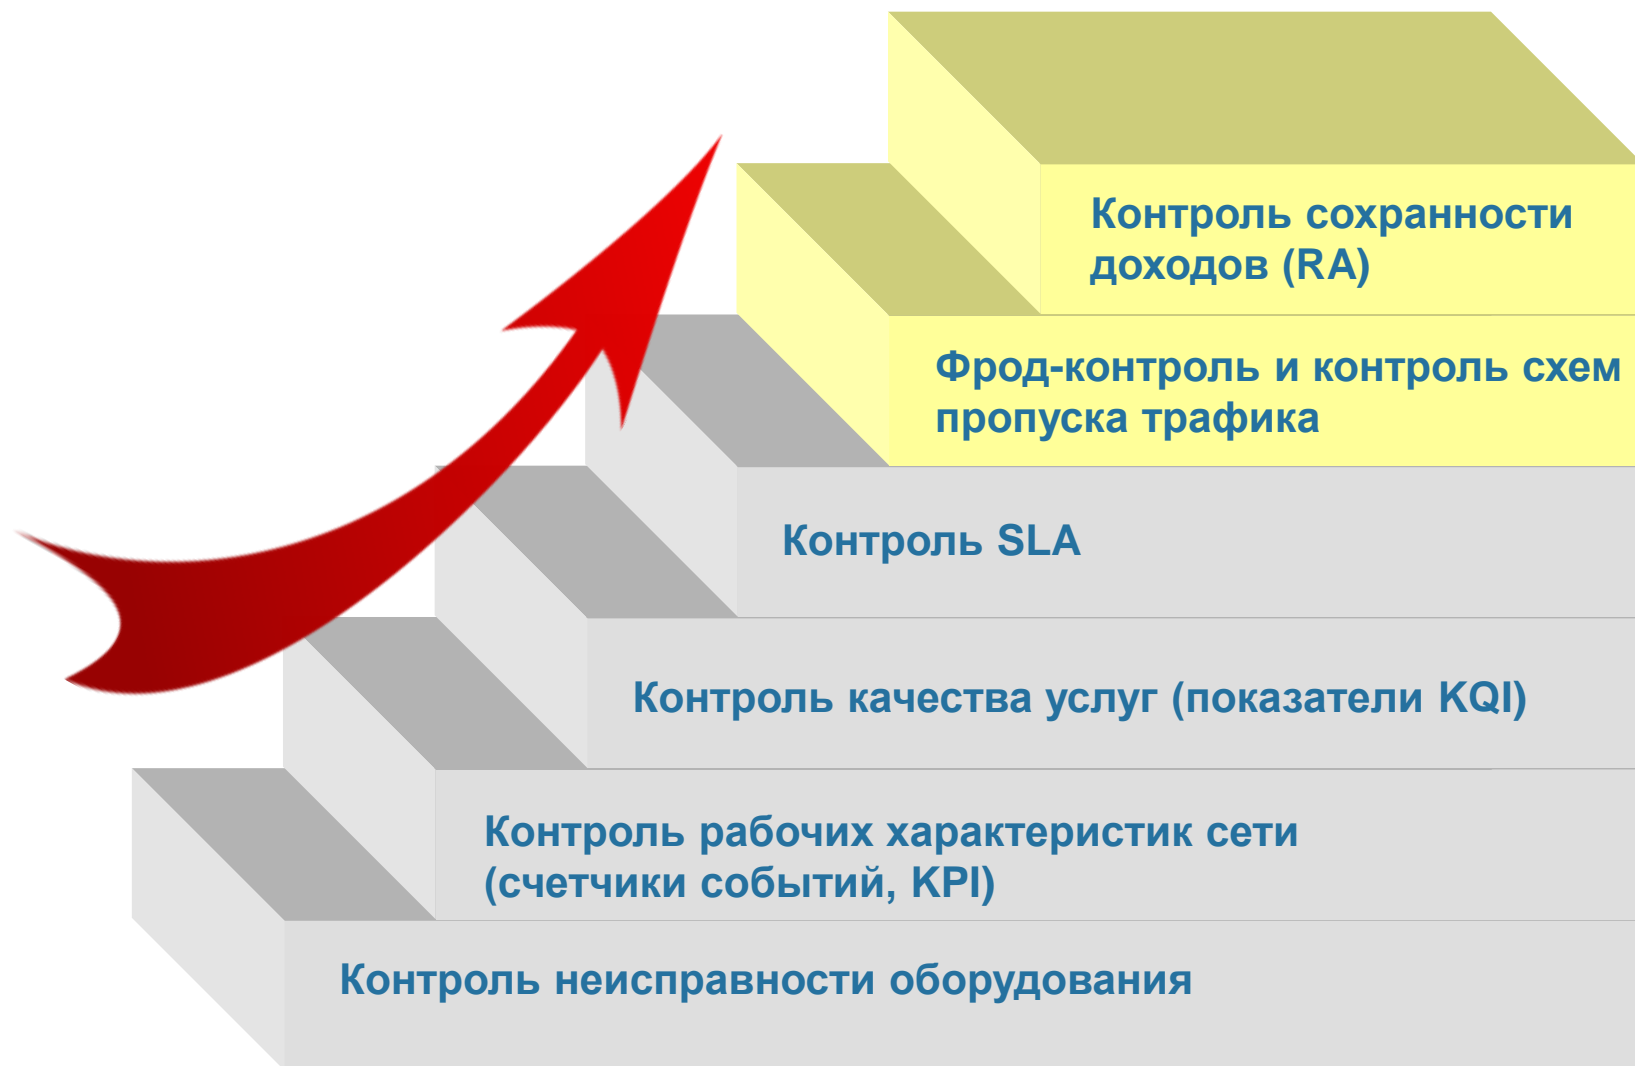 Контроль сохранности
доходов (RA)
Фрод-контроль и контроль схем
пропуска трафика
Контроль SLA
Контроль качества услуг (показатели KQI)
Контроль рабочих характеристик сети
(счетчики событий, KPI)
Контроль неисправности оборудования